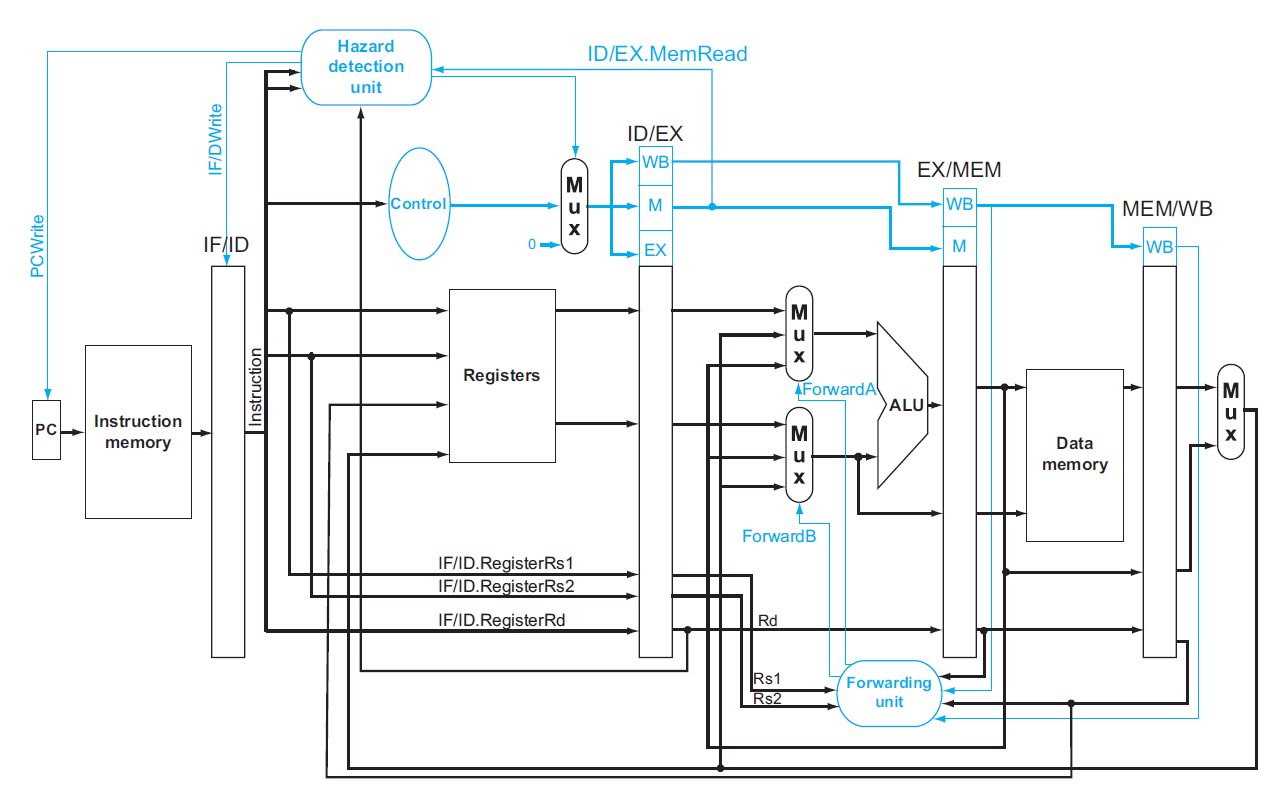 Hazard
detection
unit
ID/EX.MemRead
IF/DWrite
PCWrite
ID/EX
WB
M
EX
Control
M
u
x
0
EX/MEM
WB
M
MEM/WB
WB
IF/ID
PC
Instruction
memory
Instruction
Registers
M
u
x
ForwardA
M
u
x
ForwardB
ALU
Data
memory
M
u
x
IF/ID.RegisterRs1
IF/ID.RegisterRs2
IF/ID.RegisterRd
Rd
Rs1
Rs2
Forwarding
unit